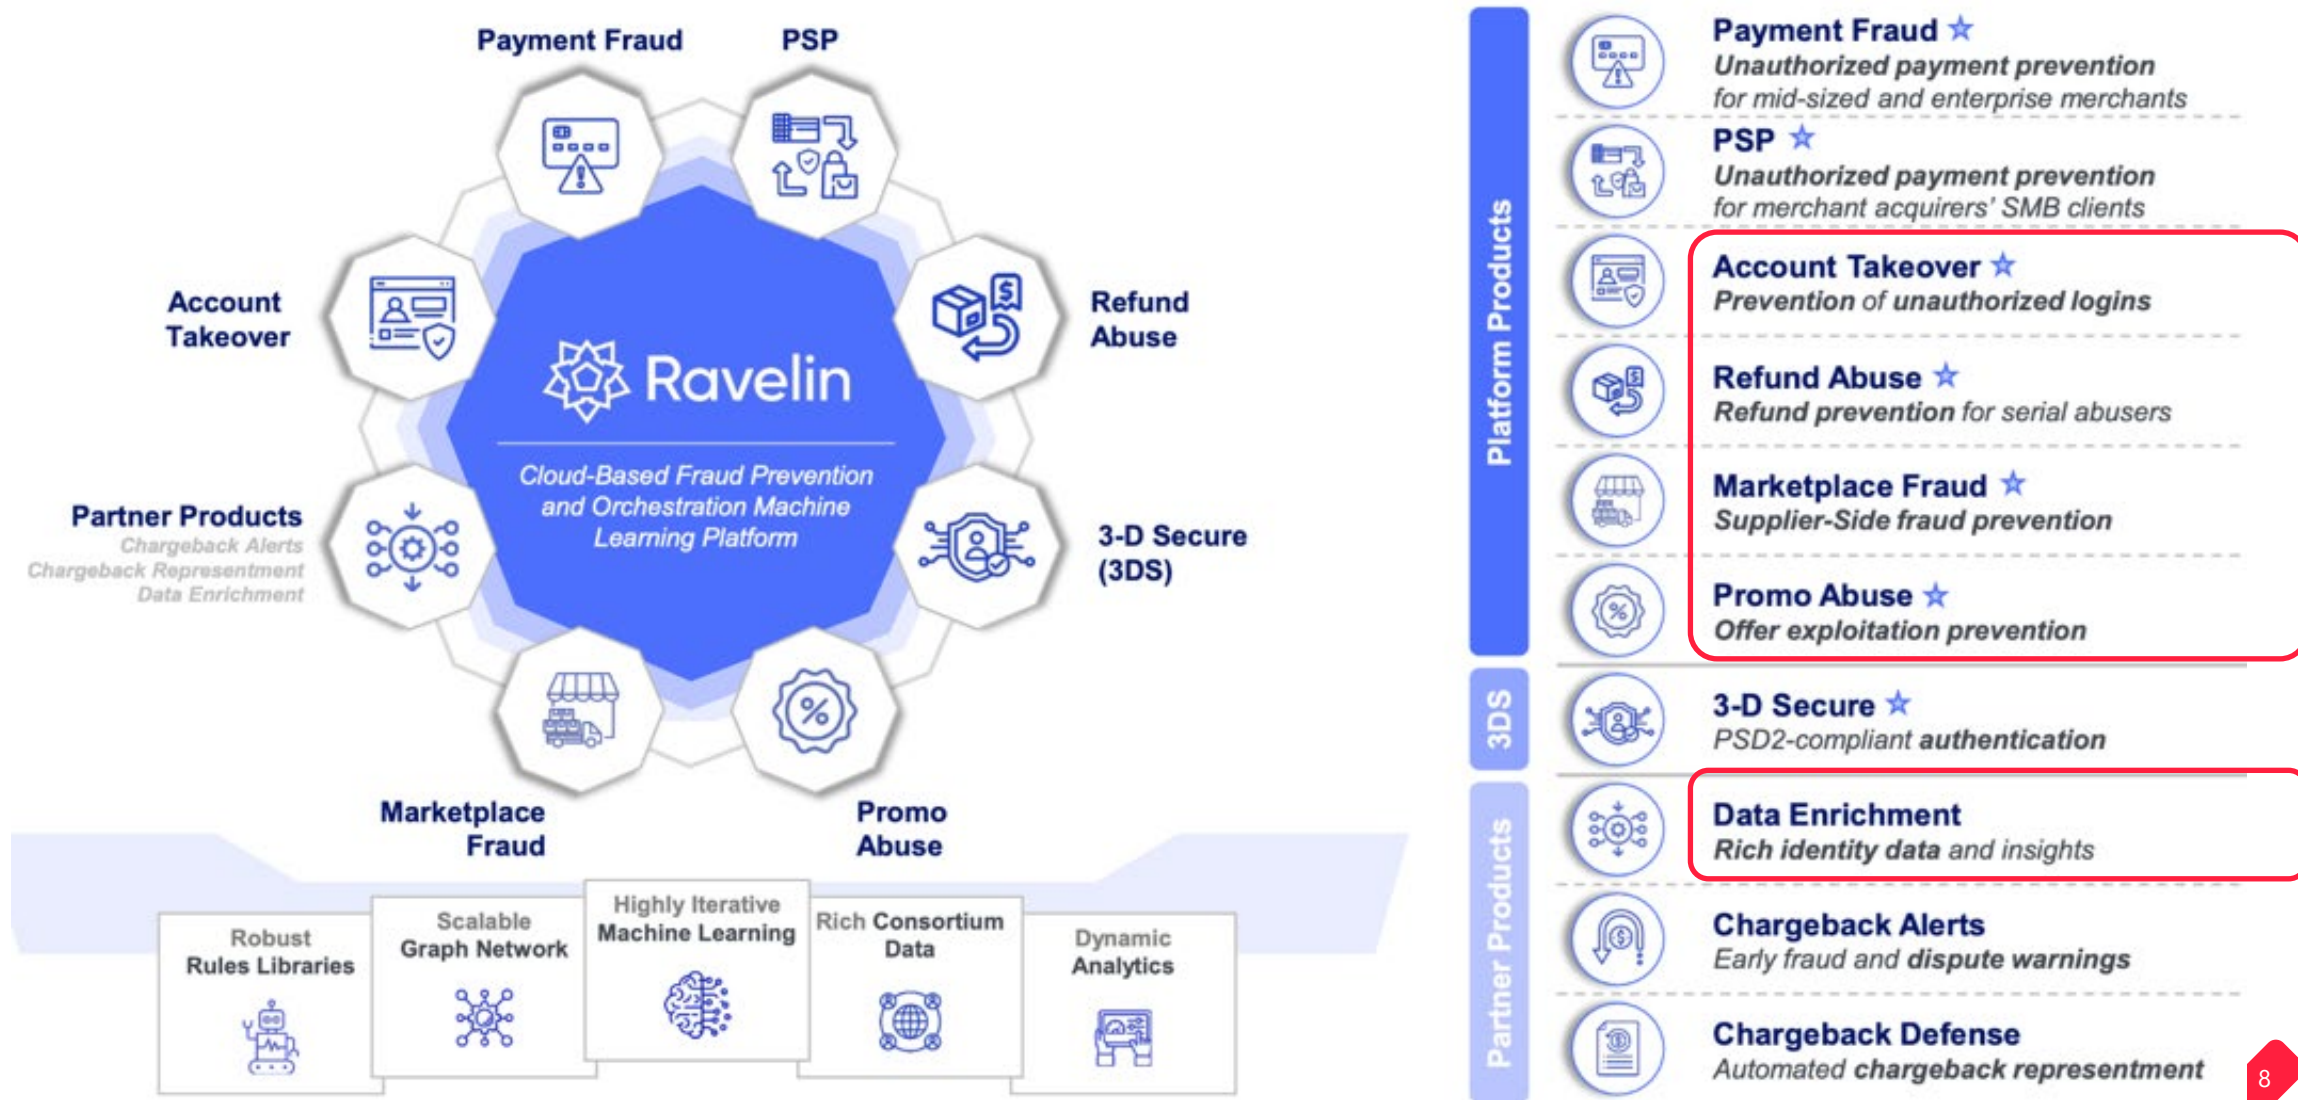 Payment Fraud
PSP
Account
Takeover
Refund
Abuse
Ravelin
Cloud-Based Fraud Prevention
and Orchestration Machine
Learning Platform
Partner Products
Chargeback Alerts
Chargeback Representment
Data Enrichment
3-D Secure
(3DS)
Marketplace
Fraud
Promo
Abuse
Robust
Rules Libraries
Scalable
Graph Network
Highly Iterative
Machine Learning
Rich Consortium
Data
Dynamic
Analytics
Platform Products
Payment Fraud
Unauthorized payment prevention
for mid-sized and enterprise merchants
PSP
Unauthorized payment prevention
for merchant acquirers' SMB clients
Account Takeover
Prevention of unauthorized logins
Refund Abuse
Refund prevention for serial abusers
Marketplace Fraud
Supplier-Side fraud prevention
Promo Abuse
Offer exploitation prevention
3DS
3-D Secure
PSD2-compliant authentication
Partner Products
Data Enrichment
Rich identity data and insights
Chargeback Alerts
Early fraud and dispute warnings
Chargeback Defense
Automated chargeback representment
8